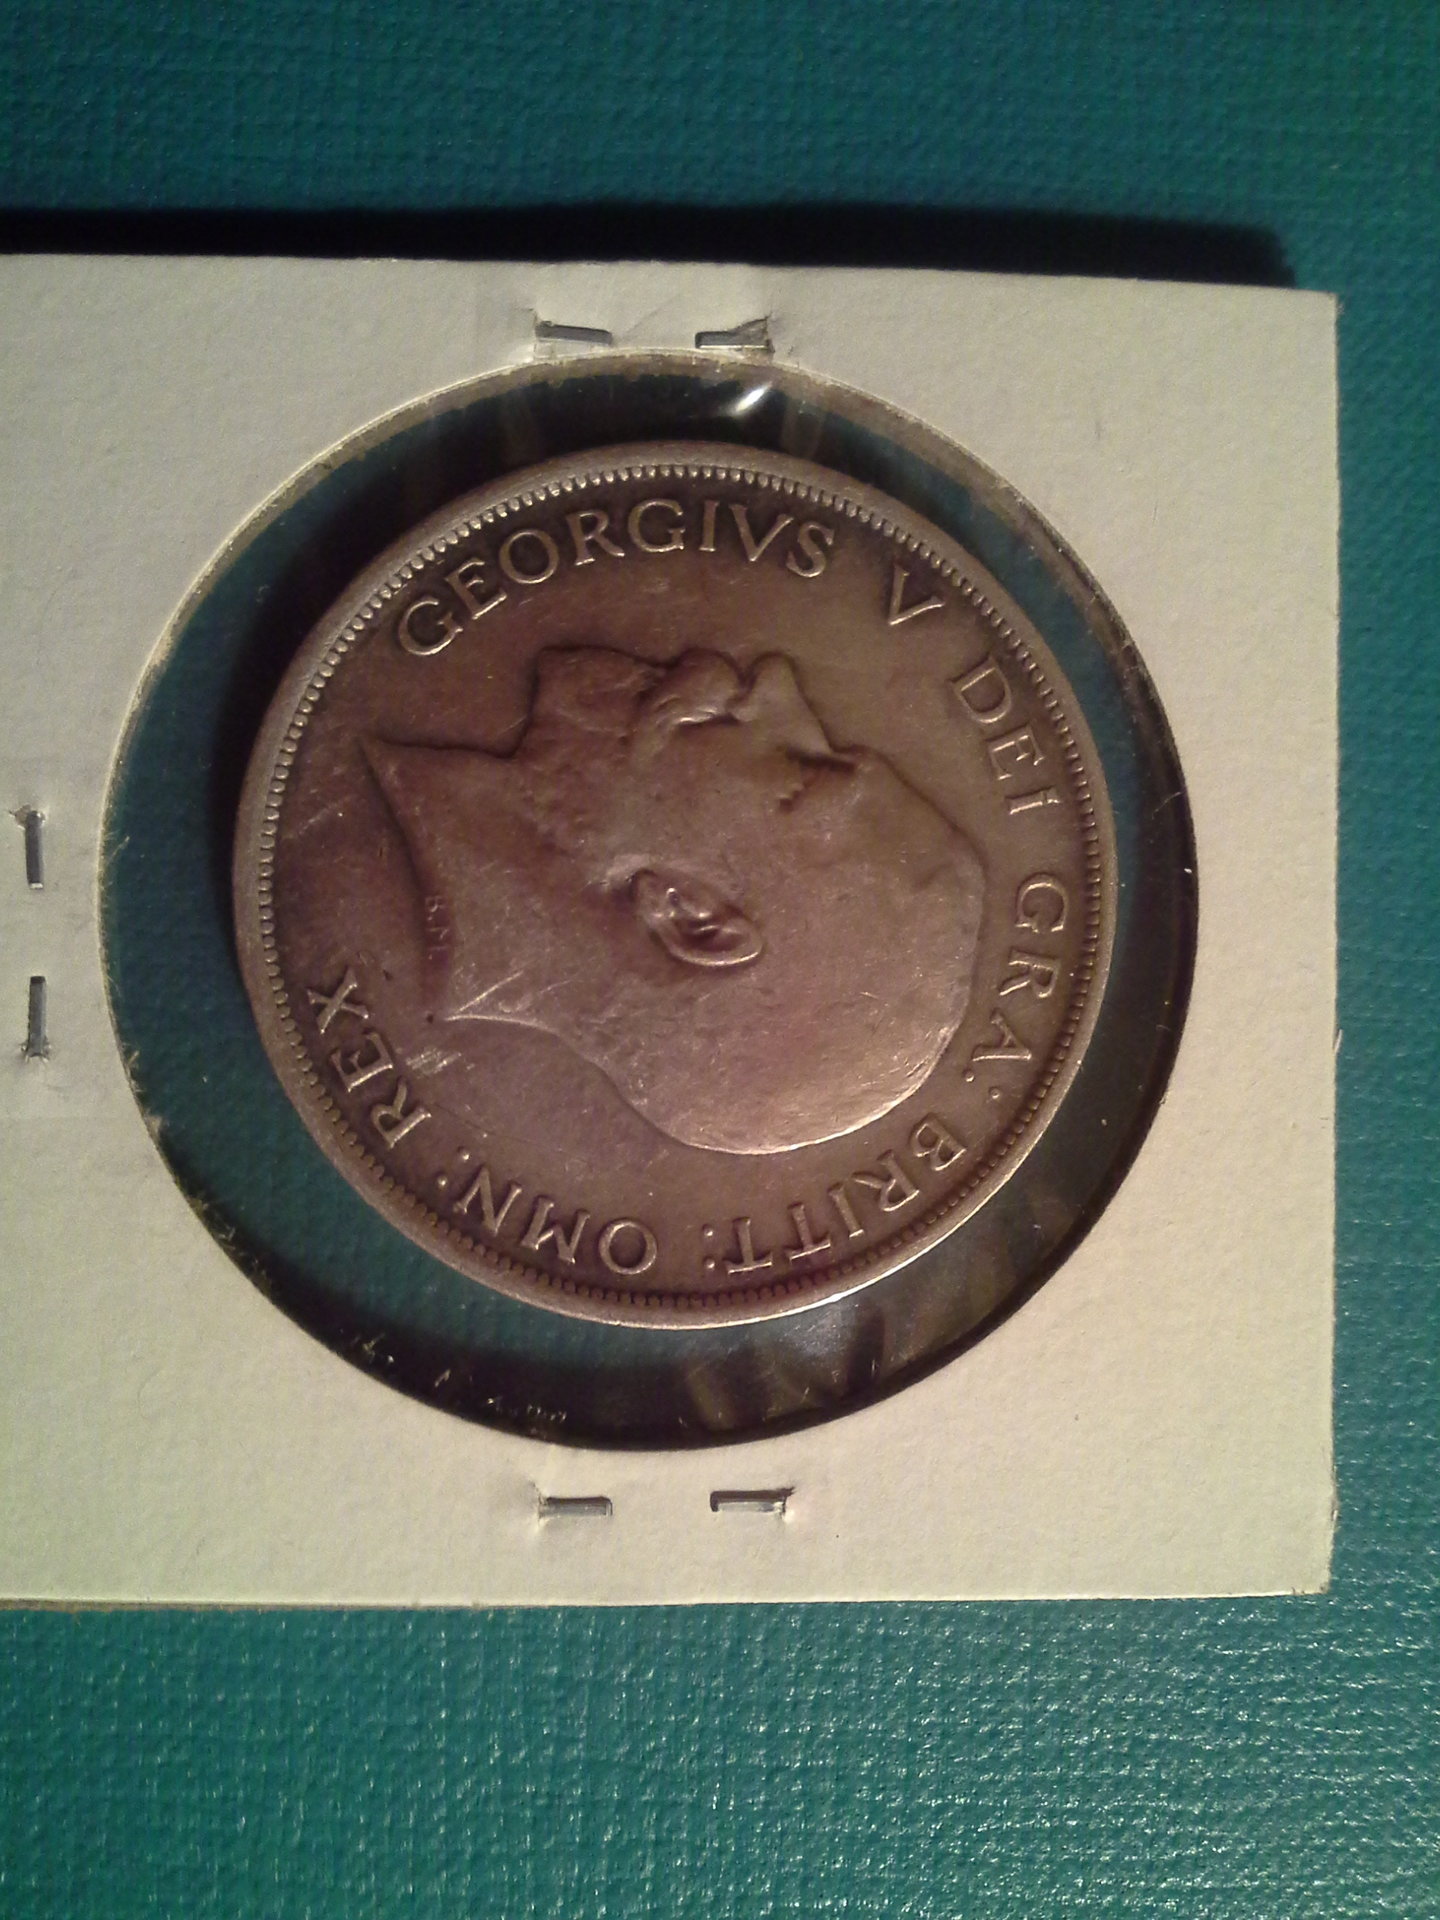 GEORGIVS V DEI GRA: BRITT: OMN: REX
B.M.